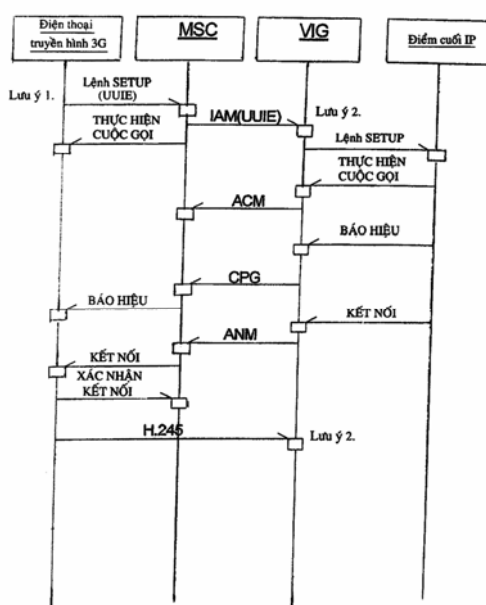 Điện thoại
truyền hình 3G
MSC
VIG
Điểm cuối IP
Lưu ý 1.
Lệnh SETUP
(UUIE)
IAM(UUIE)
Lưu ý 2.
THỰC HIỆN
CUỘC GỌI
Lệnh SETUP
THỰC HIỆN
CUỘC GỌI
ACM
BÁO HIỆU
CPG
BÁO HIỆU
KẾT NỐI
ANM
KẾT NỐI
XÁC NHẬN
KẾT NỐI
H.245
Lưu ý 2.